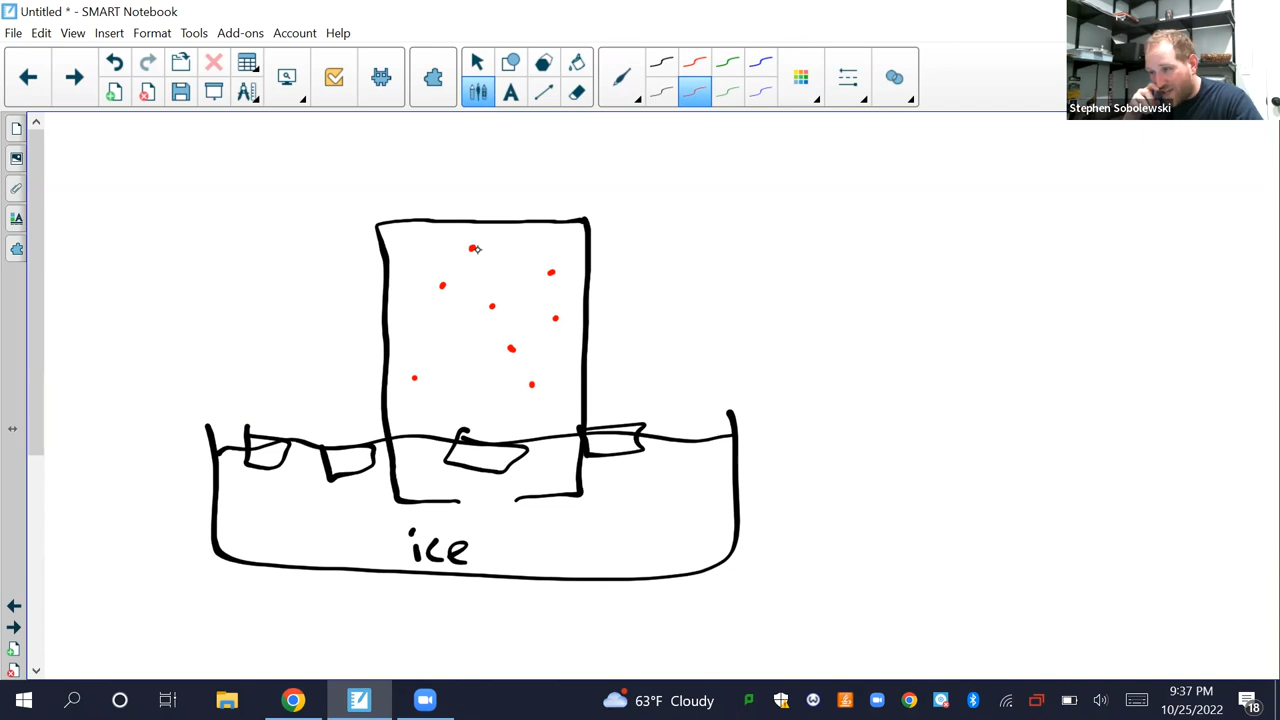 Untitled * - SMART Notebook
File Edit View Insert Format Tools Add-ons Account Help
Stephen Sobolewski
ice
63°F Cloudy
9:37 PM
10/25/2022
18